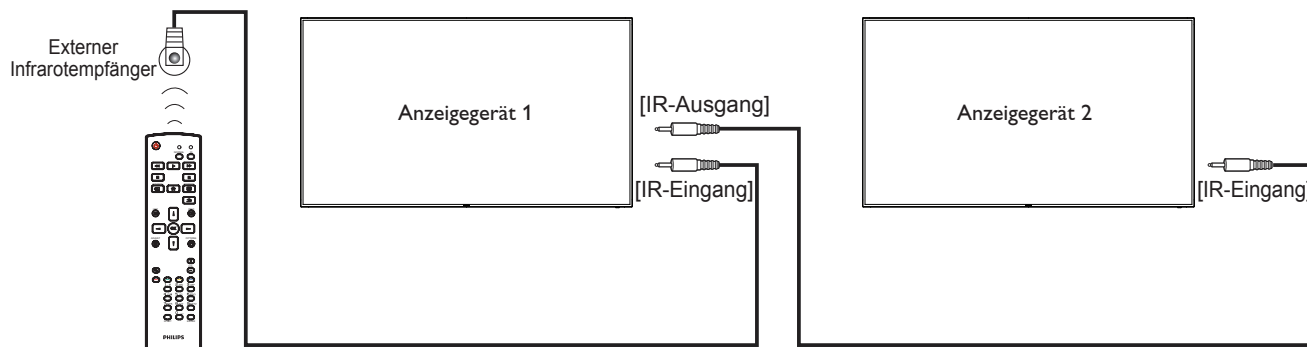 Externer
Infrarotempfänger
Anzeigegerät 1
[IR-Ausgang]
[IR-Eingang]
Anzeigegerät 2
[IR-Eingang]
PHILIPS